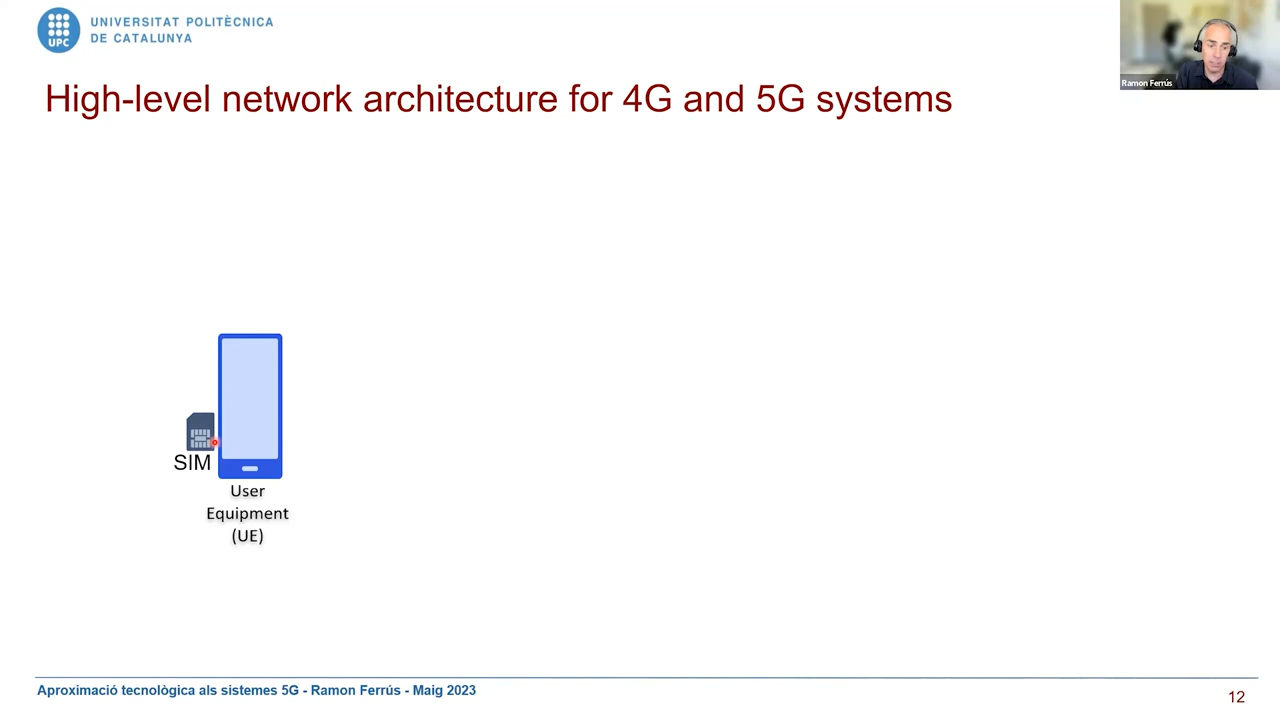 UNIVERSITAT POLITÈCNICA
DE CATALUNYA
UPC
Ramon Ferrús
High-level network architecture for 4G and 5G systems
SIM
User
Equipment
(UE)
Aproximació tecnològica als sistemes 5G - Ramon Ferrús - Maig 2023
12